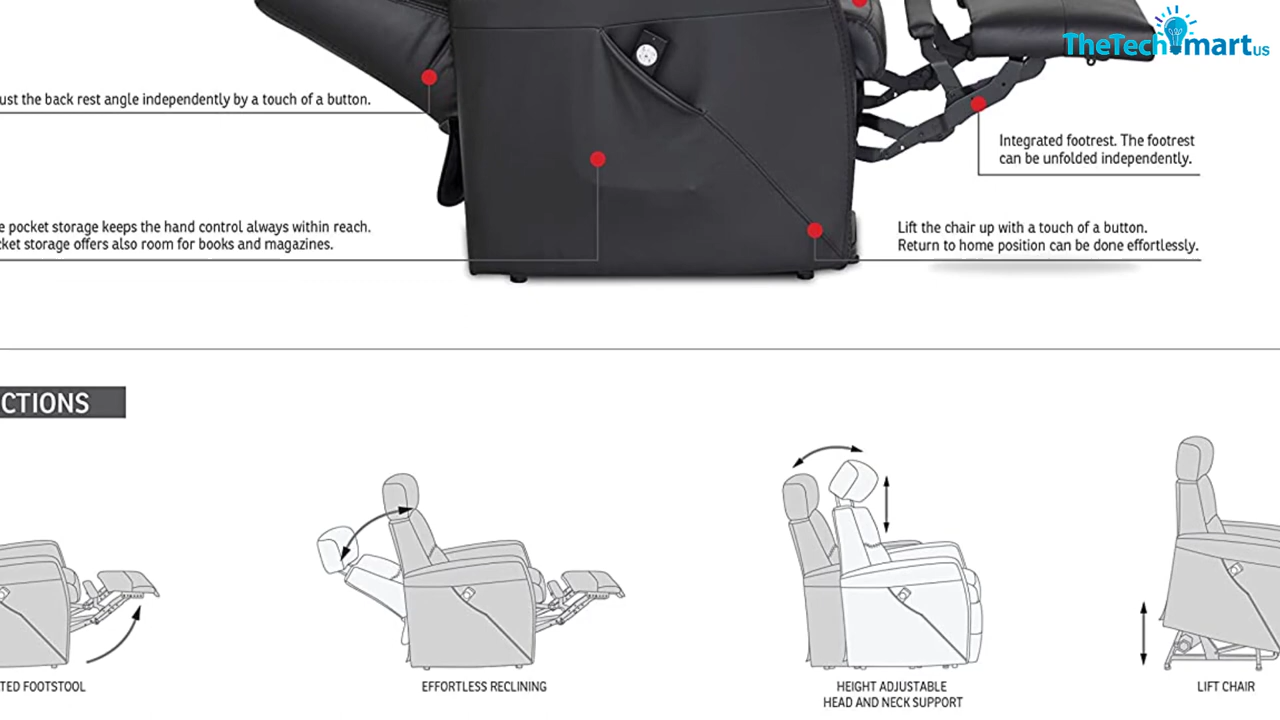 TheTechmartUS
ust the back rest angle independently by a touch of a button.
Integrated footrest. The footrest
can be unfolded independently.
e pocket storage keeps the hand control always within reach.
cket storage offers also room for books and magazines.
Lift the chair up with a touch of a button.
Return to home position can be done effortlessly.
CTIONS
TED FOOTSTOOL
EFFORTLESS RECLINING
HEIGHT ADJUSTABLE
HEAD AND NECK SUPPORT
LIFT CHAIR